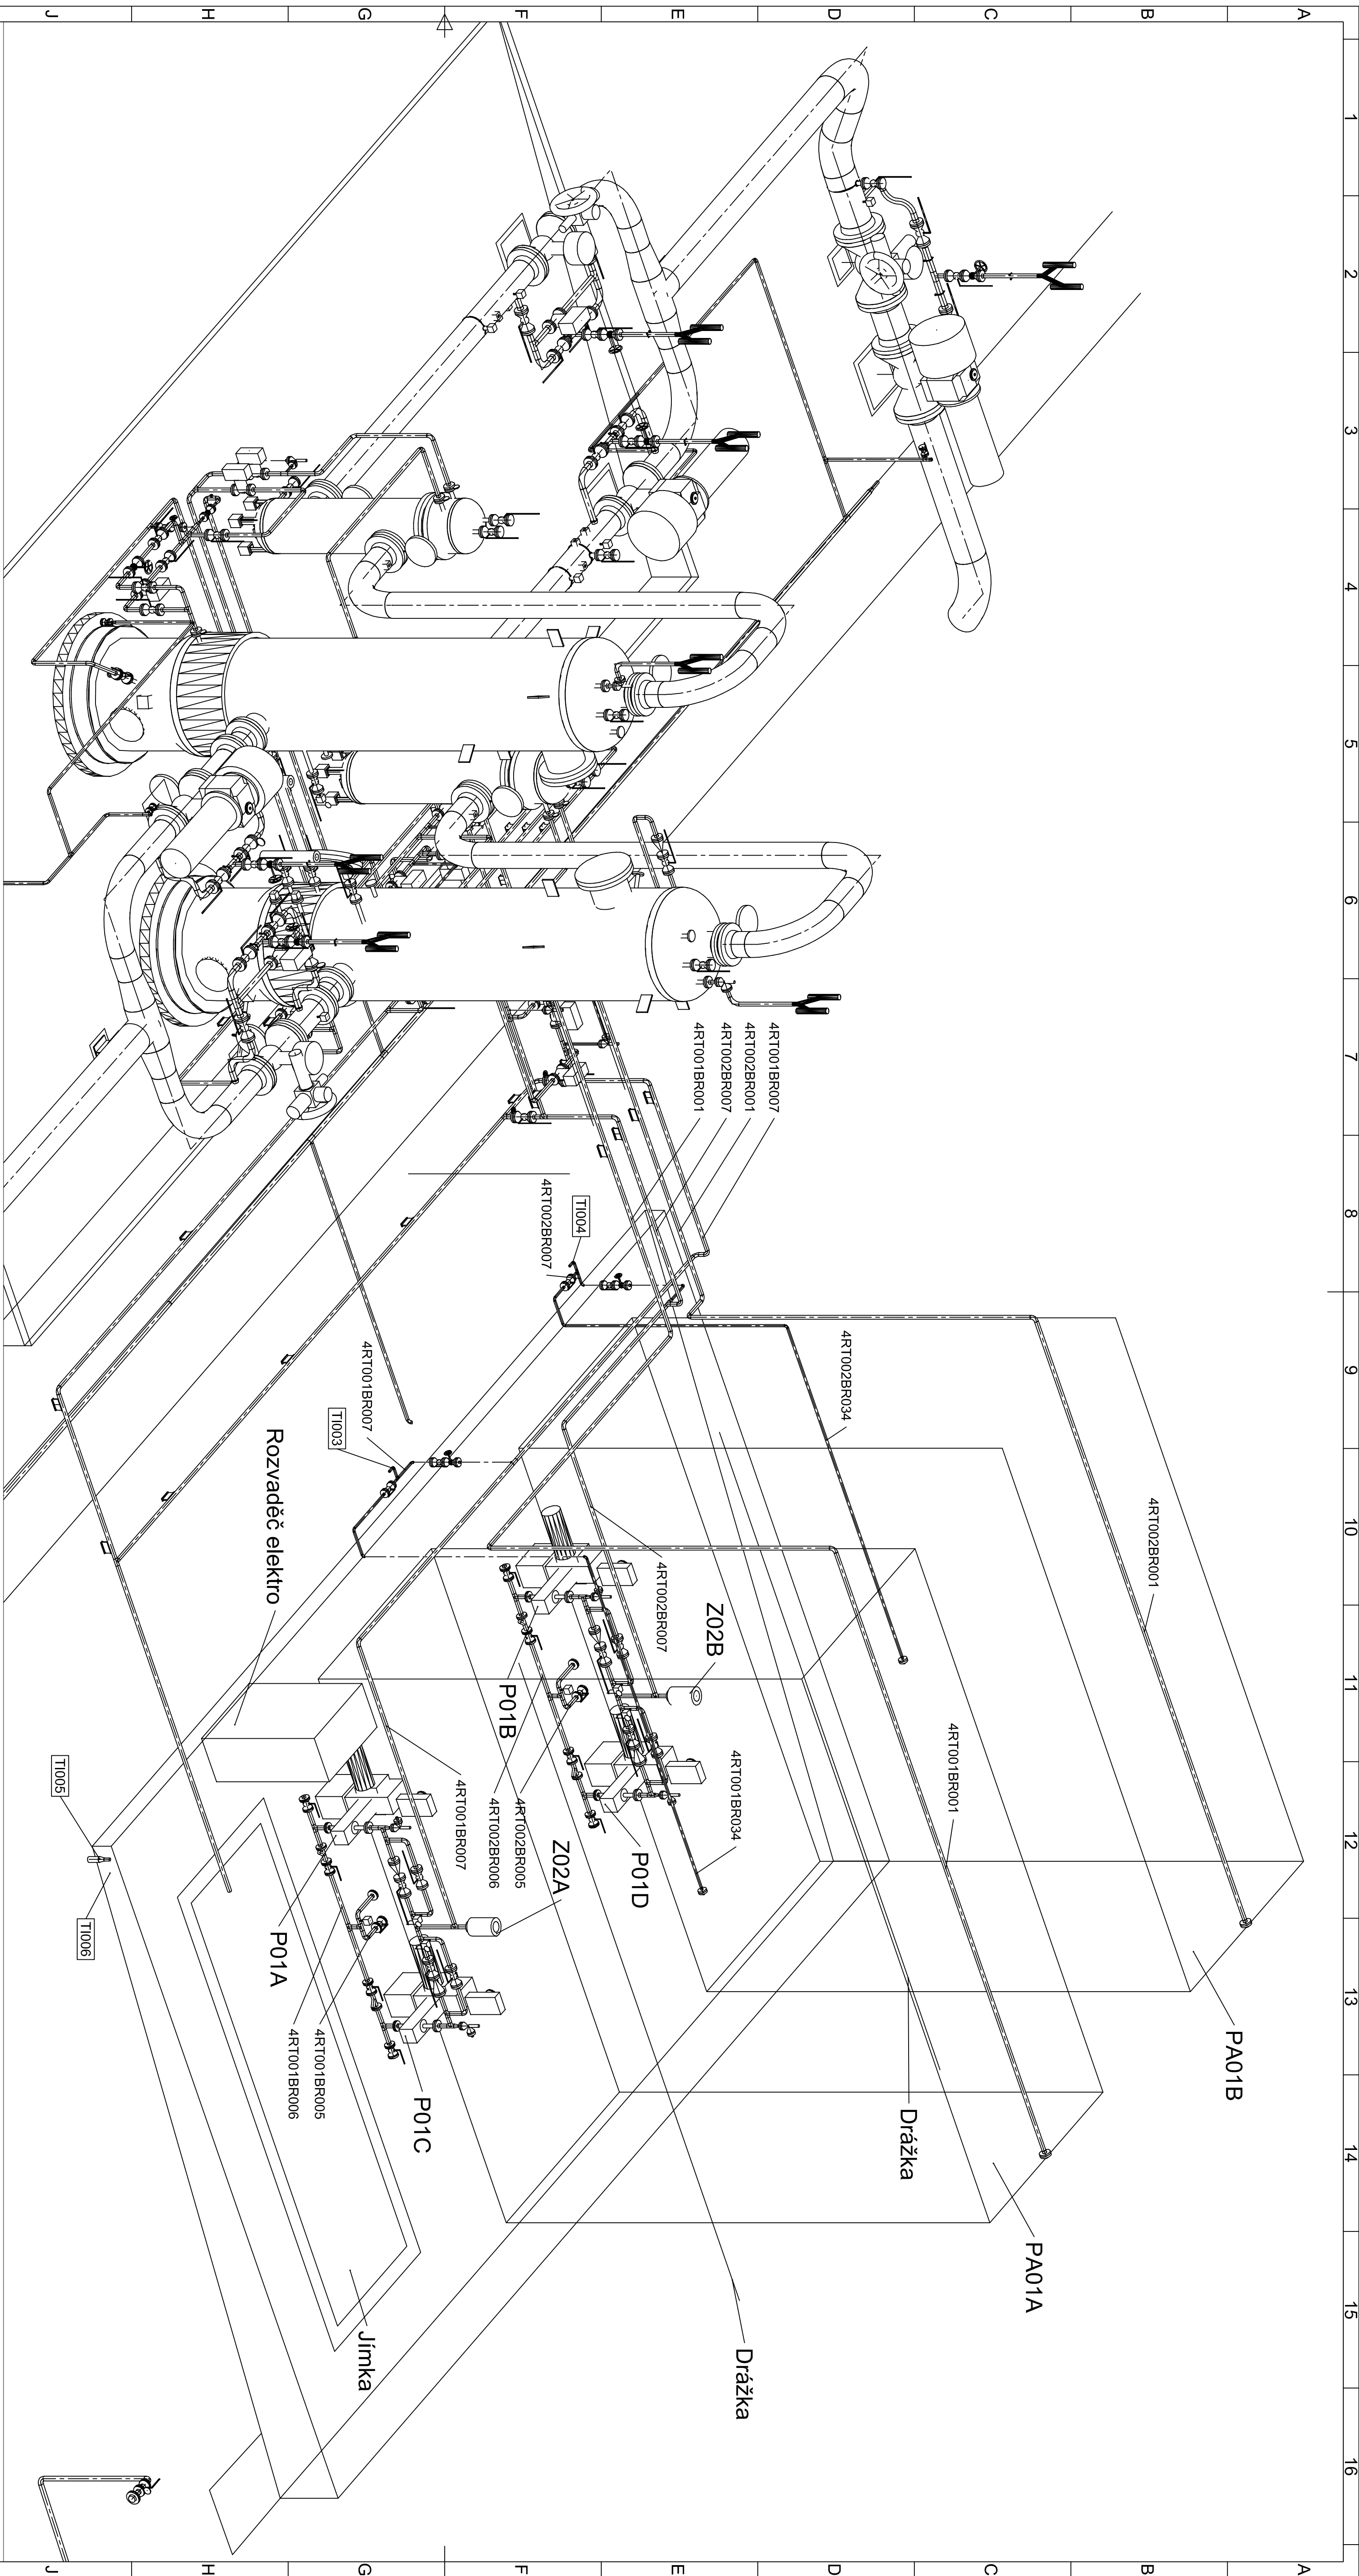 A
B
C
D
E
F
G
H
J
1
2
3
4
5
6
7
8
9
10
11
12
13
14
15
16
A
B
C
D
E
F
G
H
J
4RT001BR007
4RT002BR001
4RT002BR007
4RT001BR001
TI004
4RT002BR007
4RT002BR034
4RT001BR007
TI003
4RT002BR001
Rozvaděč elektro
4RT002BR007
Z02B
P01B
4RT001BR001
4RT001BR034
4RT002BR005
4RT002BR006
4RT001BR007
Z02A
P01D
TI005
TI006
P01A
4RT001BR005
4RT001BR006
P01C
PA01B
Drážka
PA01A
Jímka
Drážka